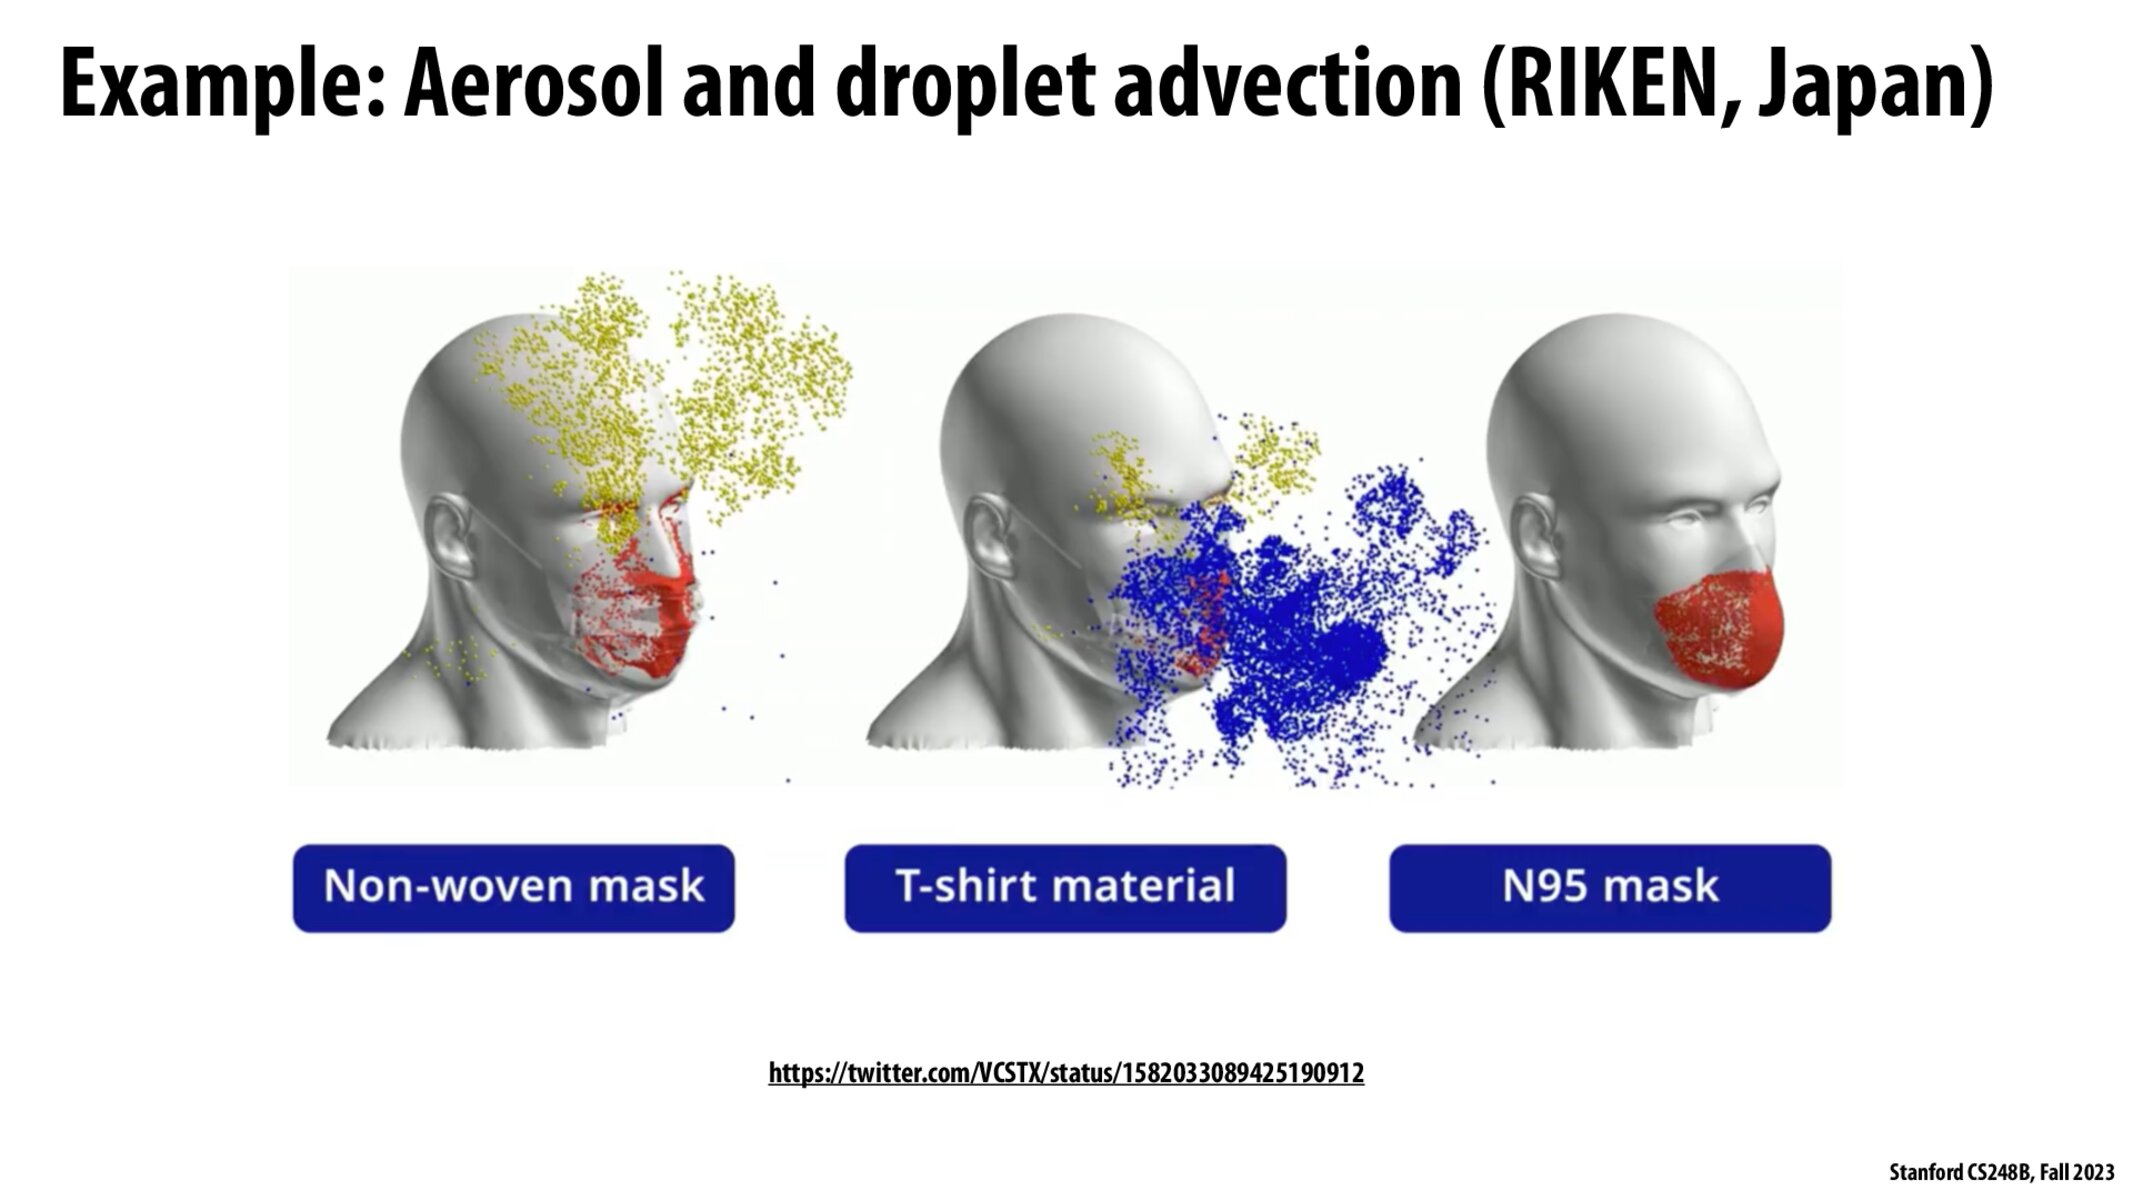 Example: Aerosol and droplet advection (RIKEN, Japan)
Non-woven mask
T-shirt material
N95 mask
https://twitter.com/VCSTX/status/1582033089425190912
Stanford CS248B, Fall 2023